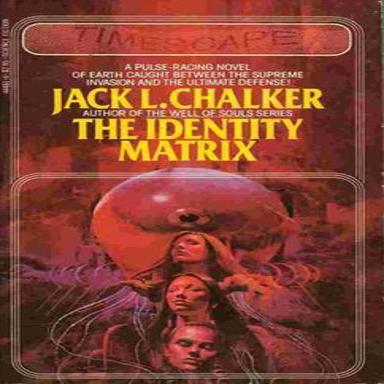 TIMESCAPE
A PULSE-RACING NOVEL
OF EARTH CAUGHT BETWEEN THE SUPREME
INVASION AND THE ULTIMATE DEFENSE!
JACK L. CHALKER
AUTHOR OF THE WELL OF SOULS SERIES
THE IDENTITY
MATRIX